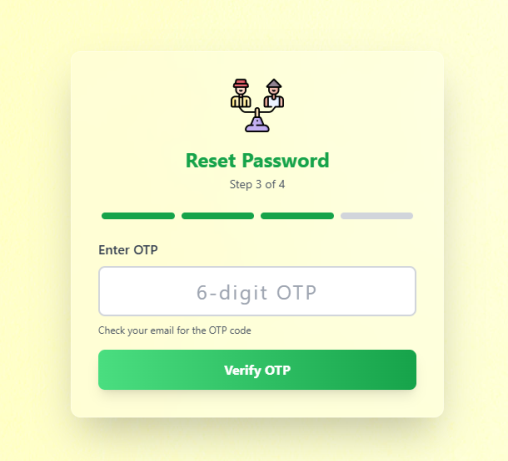 Reset Password
Step 3 of 4
Enter OTP
6-digit OTP
Check your email for the OTP code
Verify OTP